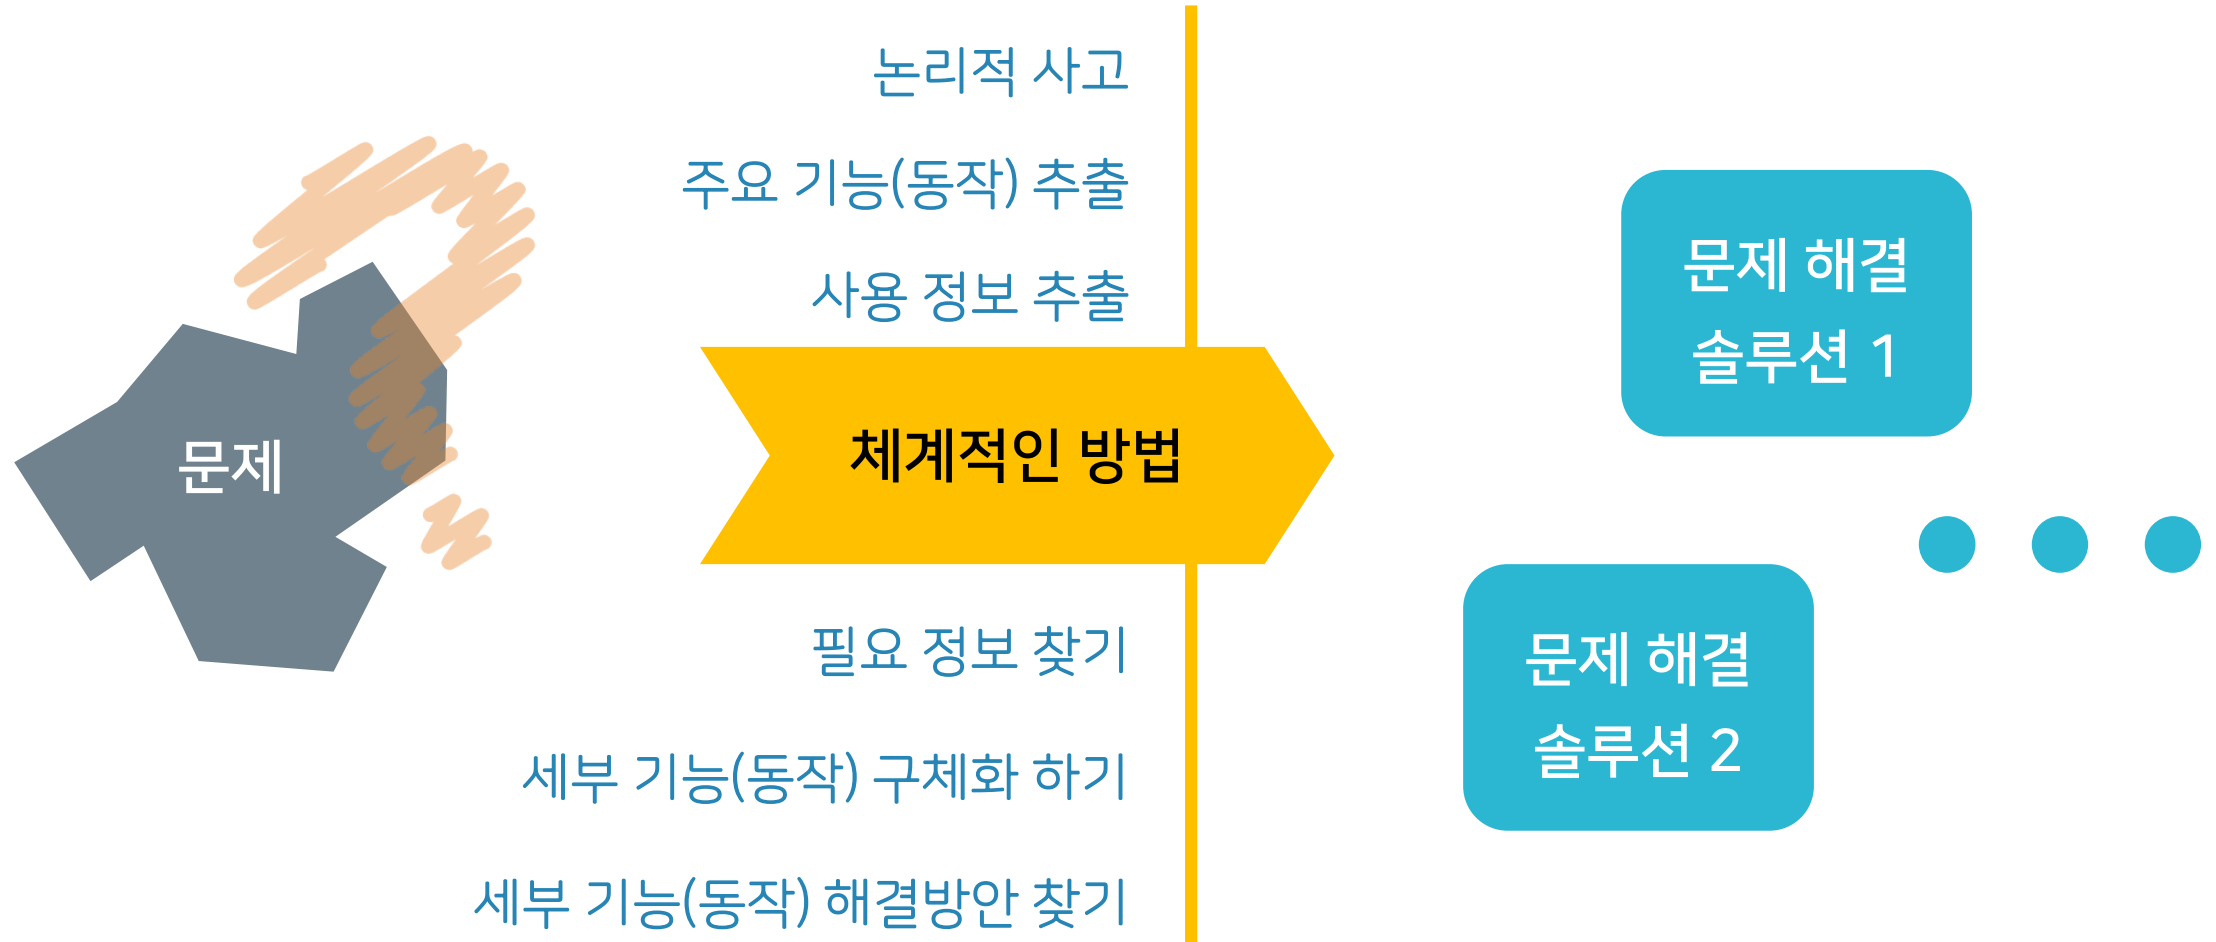 논리적 사고
주요 기능(동작) 추출
사용 정보 추출
문제
체계적인 방법
필요 정보 찾기
세부 기능(동작) 구체화 하기
세부 기능(동작) 해결방안 찾기
문제 해결
솔루션 1
문제 해결
솔루션 2